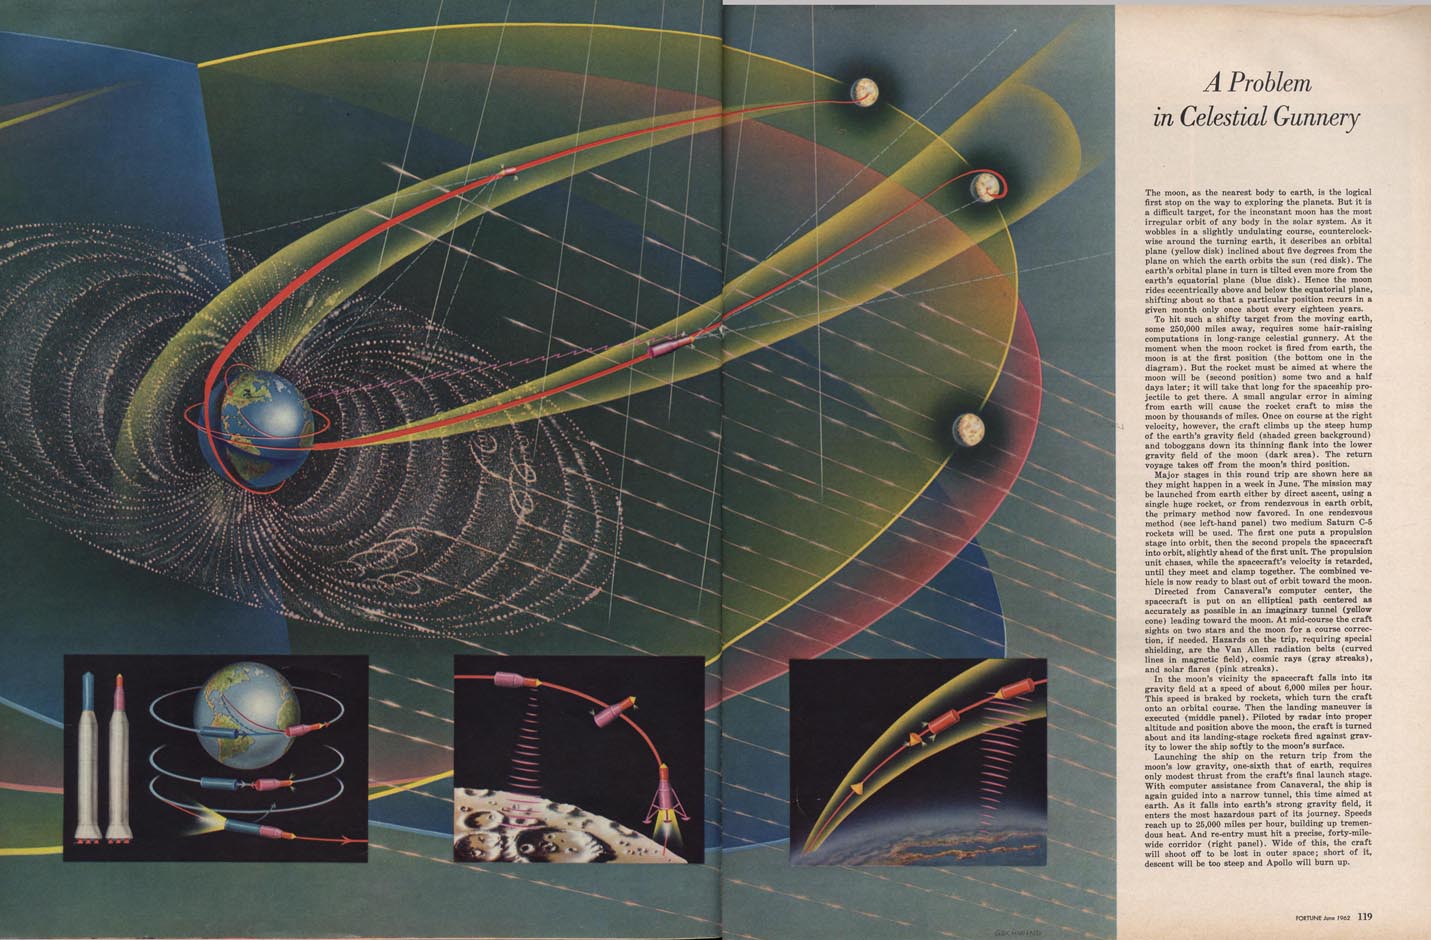 A Problem
in Celestial Gunnery
The moon, as the nearest body to earth, is the logical
first stop on the way to exploring the planets. But it is
a difficult target, for the inconstant moon has the most
irregular orbit of any body in the solar system. As it
wobbles in a slightly undulating course, counterclock-
wise around the turning earth, it describes an orbital
plane (yellow disk) inclined about five degrees from the
plane on which the earth orbits the sun (red disk). The
earth's orbital plane in turn is tilted even more from the
earth's equatorial plane (blue disk). Hence the moon
rides eccentrically above and below the equatorial plane,
shifting about so that a particular position recurs in a
given month only once about every eighteen years.
To hit such a shifty target from the moving earth,
some 250,000 miles away, requires some hair-raising
computations in long-range celestial gunnery. At the
moment when the moon rocket is fired from earth, the
moon is at the first position (the bottom one in the
diagram). But the rocket must be aimed at where the
moon will be (second position) some two and a half
days later; it will take that long for the spaceship pro-
jectile to get there. A small angular error in aiming
from earth will cause the rocket craft to miss the
moon by thousands of miles. Once on course at the right
velocity, however, the craft climbs up the steep hump
of the earth's gravity field (shaded green background)
and toboggans down its thinning flank into the lower
gravity field of the moon (dark area). The return
voyage takes off from the moon's third position.
Major stages in this round trip are shown here as
they might happen in a week in June. The mission may
be launched from earth either by direct ascent, using a
single huge rocket, or from rendezvous in earth orbit,
the primary method now favored. In one rendezvous
method (see left-hand panel) two medium Saturn C-5
rockets will be used. The first one puts a propulsion
stage into orbit, then the second propels the spacecraft
into orbit, slightly ahead of the first unit. The propulsion
unit chases, while the spacecraft's velocity is retarded,
until they meet and clamp together. The combined ve-
hicle is now ready to blast out of orbit toward the moon.
Directed from Canaveral's computer center, the
spacecraft is put on an elliptical path centered as
accurately as possible in an imaginary tunnel (yellow
cone) leading toward the moon. At mid-course the craft
sights on two stars and the moon for a course correc-
tion, if needed. Hazards on the trip, requiring special
shielding, are the Van Allen radiation belts (curved
lines in magnetic field), cosmic rays (gray streaks),
and solar flares (pink streaks).
In the moon's vicinity the spacecraft falls into its
gravity field at a speed of about 6,000 miles per hour.
This speed is braked by rockets, which turn the craft
onto an orbital course. Then the landing maneuver is
executed (middle panel). Piloted by radar into proper
altitude and position above the moon, the craft is turned
about and its landing-stage rockets fired against grav-
ity to lower the ship softly to the moon's surface.
Launching the ship on the return trip from the
moon's low gravity, one-sixth that of earth, requires
only modest thrust from the craft's final launch stage.
With computer assistance from Canaveral, the ship is
again guided into a narrow tunnel, this time aimed at
earth. As it falls into earth's strong gravity field, it
enters the most hazardous part of its journey. Speeds
reach up to 25,000 miles per hour, building up tremen-
dous heat. And re-entry must hit a precise, forty-mile-
wide corridor (right panel). Wide of this, the craft
will shoot off to be lost in outer space; short of it,
descent will be too steep and Apollo will burn up.
FORTUNE June 1962 119